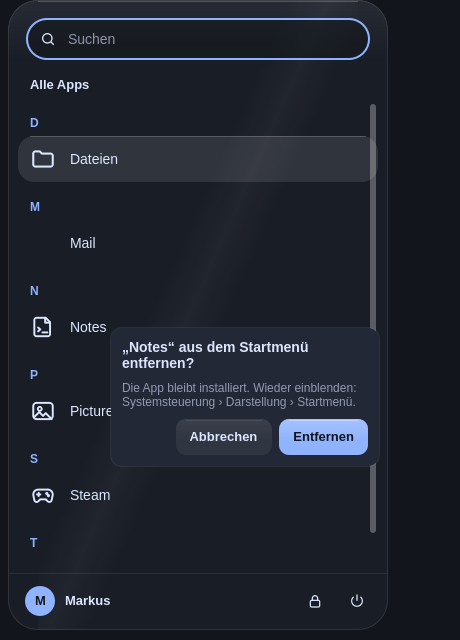 Suchen
Alle Apps
D
Dateien
M
Mail
N
Notes
„Notes“ aus dem Startmenü
entfernen?
Die App bleibt installiert. Wieder einblenden:
Systemsteuerung › Darstellung › Startmenü.
Abbrechen Entfernen
P
Picture
S
Steam
T
M Markus